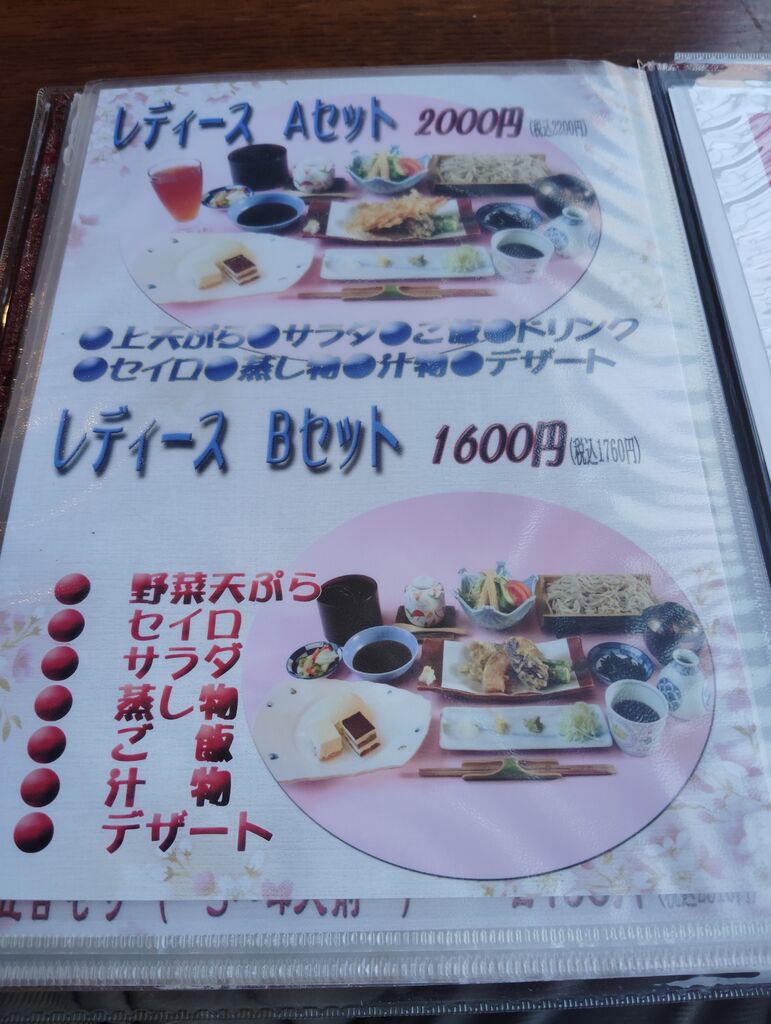 レディース Aセット 2000円(税込2200円)
●上天ぷら●サラダ●ご飯●ドリンク
●セイロ●蒸し物●汁物●デザート
レディース Bセット 1600円(税込1760円)
● 野菜天ぷら
● セイロ
● サラダ
● 蒸し物
● ご飯
● 汁物
● デザート